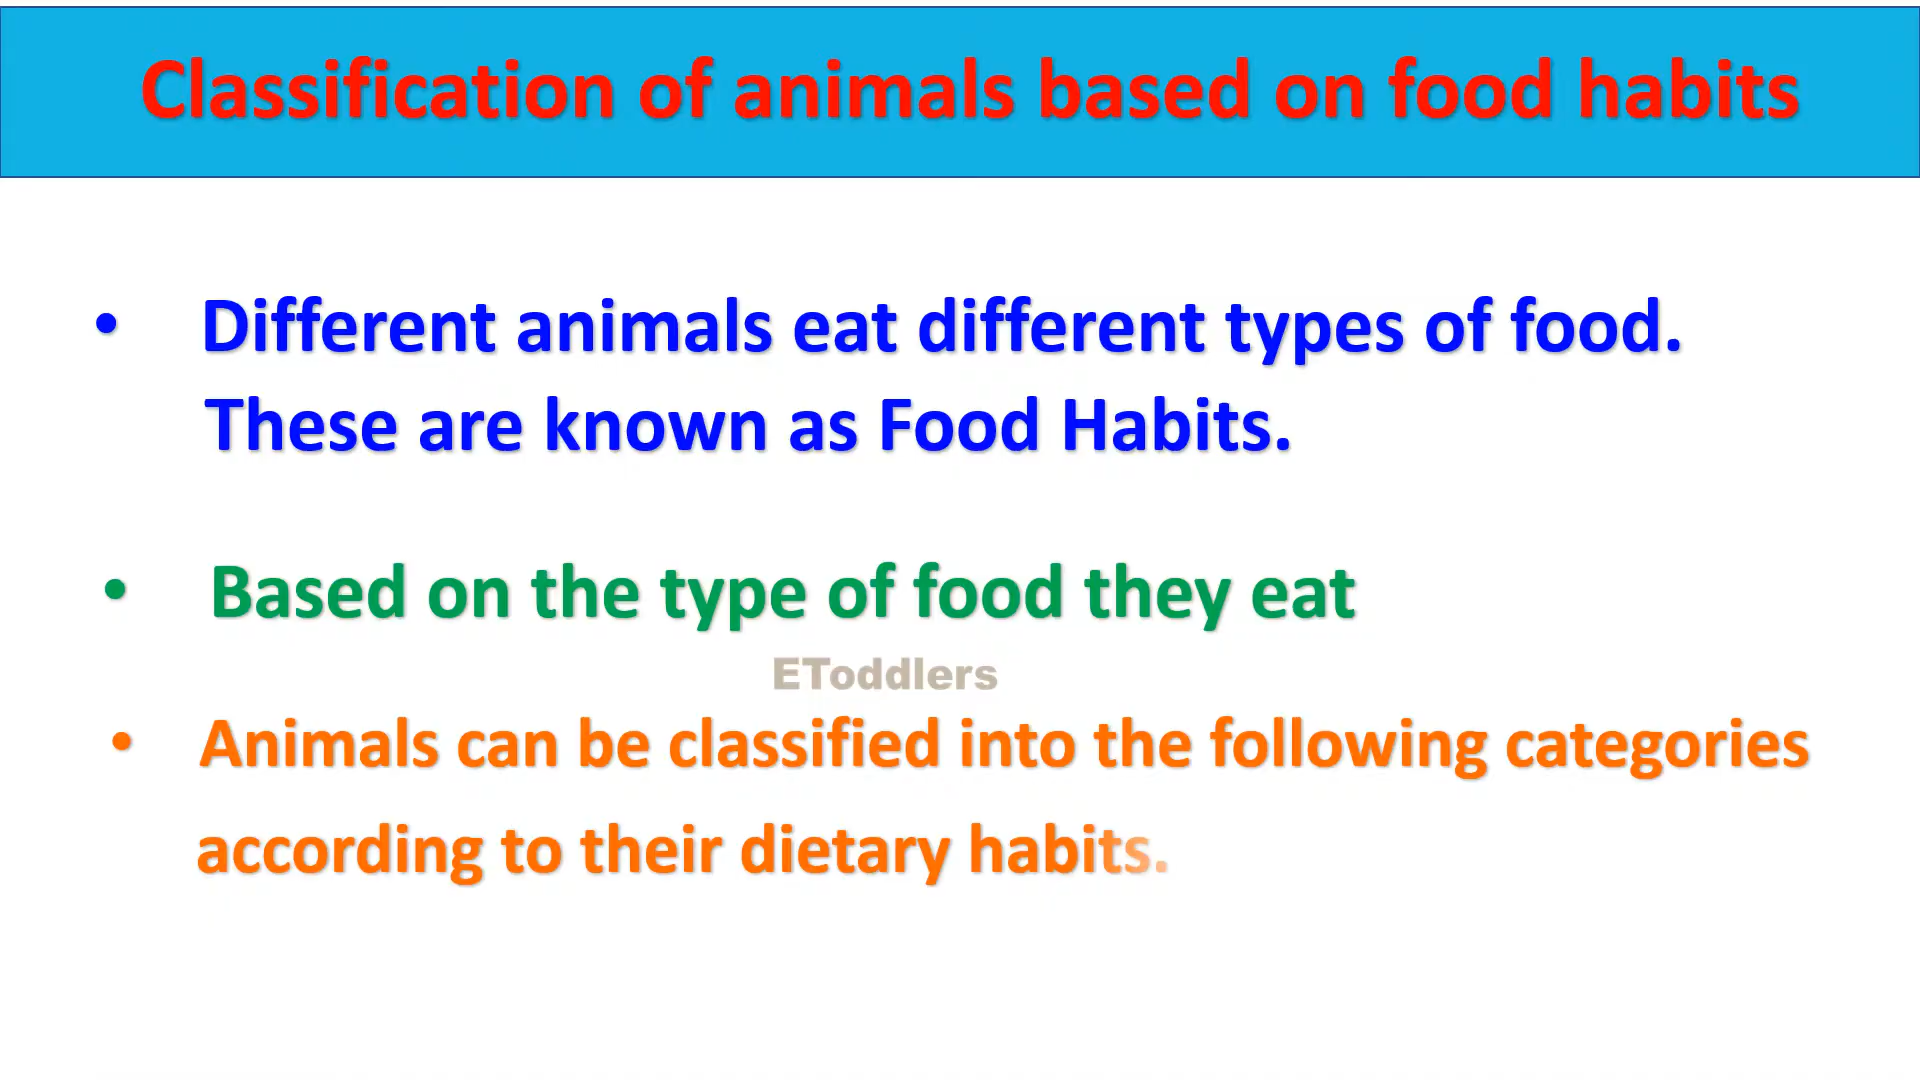 Classification of animals based on food habits
• Different animals eat different types of food.
These are known as Food Habits.
• Based on the type of food they eat
EToddlers
• Animals can be classified into the following categories
according to their dietary habits.